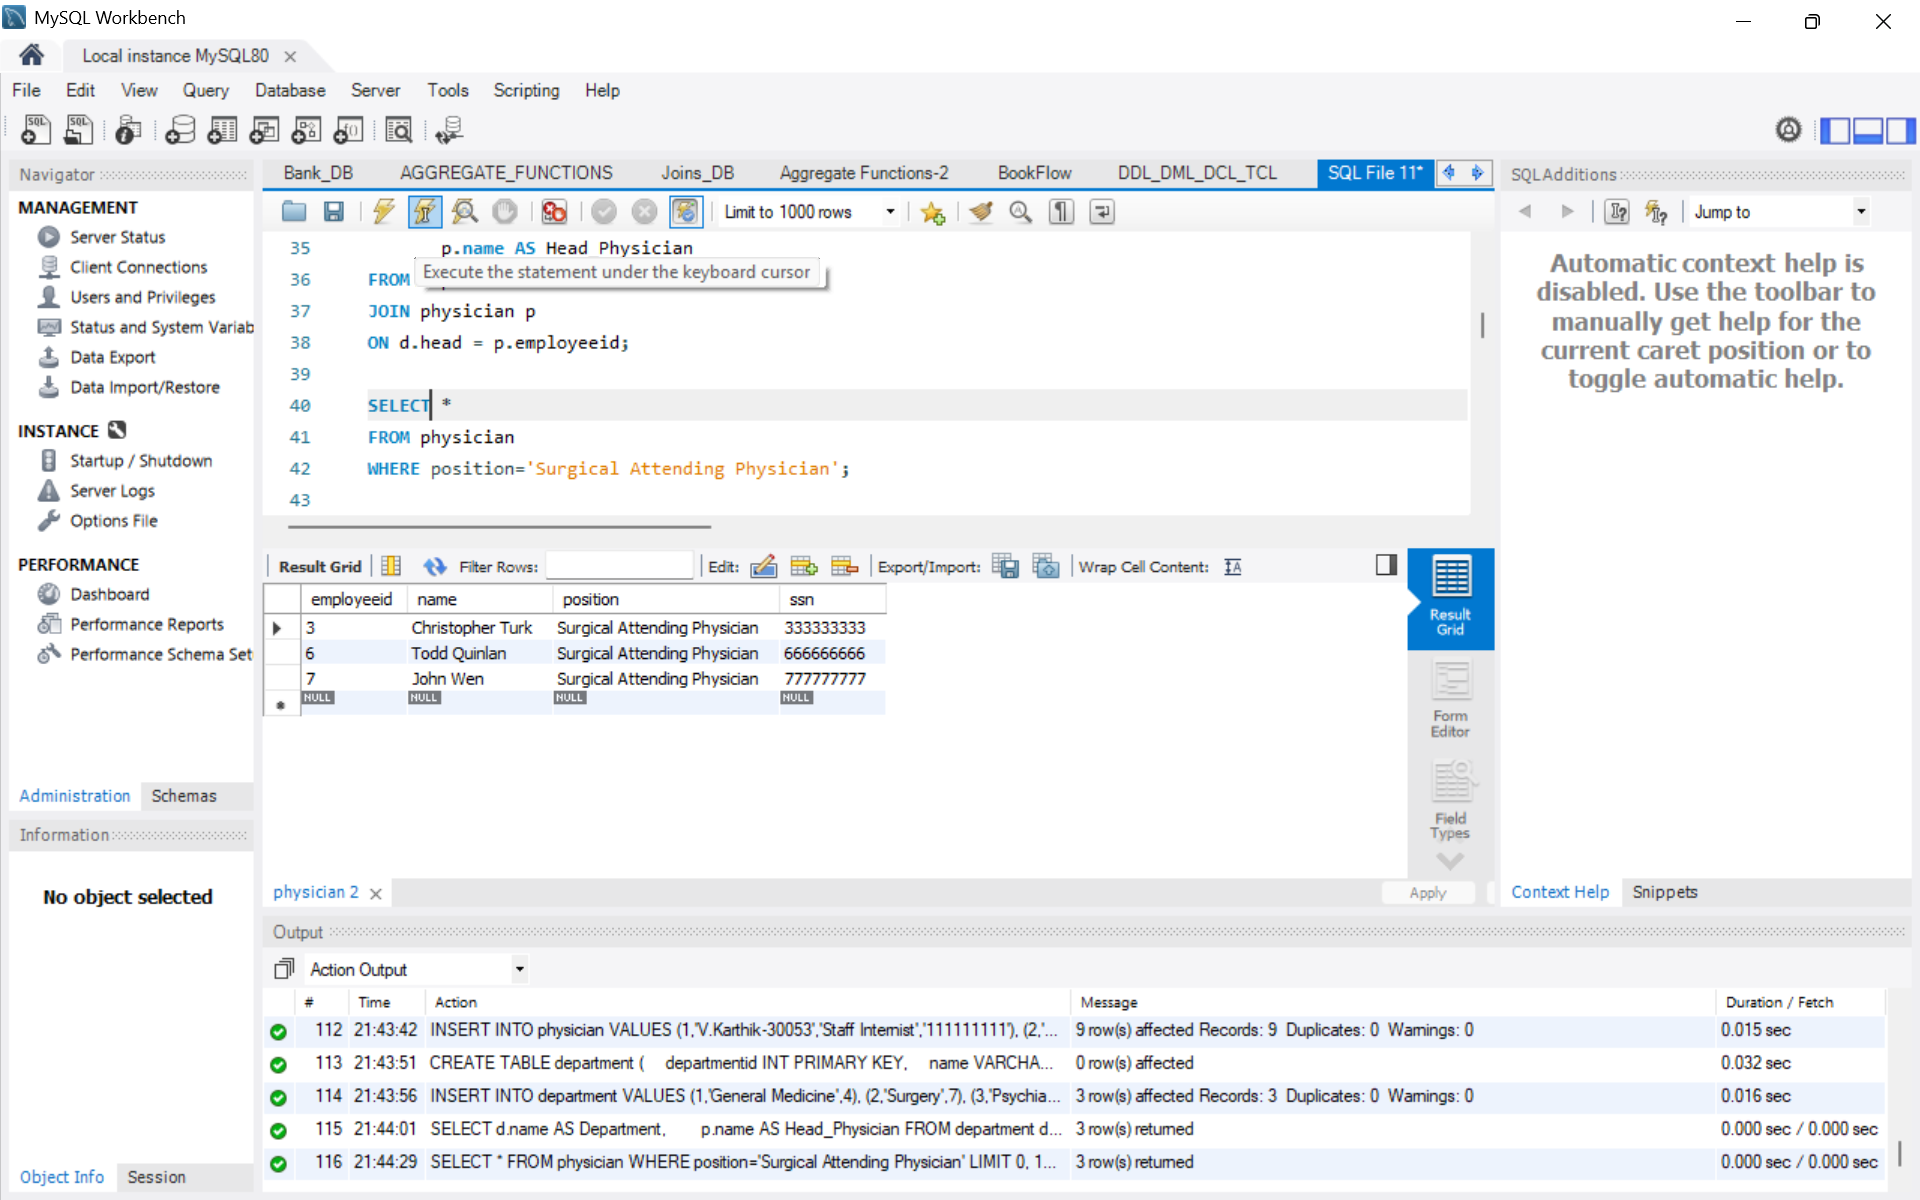 MySQL Workbench
Local instance MySQL80
File Edit View Query Database Server Tools Scripting Help
Navigator
MANAGEMENT
Server Status
Client Connections
Users and Privileges
Status and System Variab
Data Export
Data Import/Restore
INSTANCE
Startup / Shutdown
Server Logs
Options File
PERFORMANCE
Dashboard
Performance Reports
Performance Schema Set
Administration Schemas
Information
No object selected
Object Info Session
Bank_DB AGGREGATE_FUNCTIONS Joins_DB Aggregate Functions-2 BookFlow DDL_DML_DCL_TCL SQL File 11*
Limit to 1000 rows
35 p.name AS Head_Physician
Execute the statement under the keyboard cursor
36 FROM
37 JOIN physician p
38 ON d.head = p.employeeid;
39
40 SELECT *
41 FROM physician
42 WHERE position='Surgical Attending Physician';
43
Result Grid Filter Rows: Edit: Export/Import: Wrap Cell Content:
employeeid name position ssn
3 Christopher Turk Surgical Attending Physician 333333333
6 Todd Quinlan Surgical Attending Physician 666666666
7 John Wen Surgical Attending Physician 777777777
NULL NULL NULL NULL
Result
Grid
Form
Editor
Field
Types
physician 2
Apply
SQLAdditions
Jump to
Automatic context help is
disabled. Use the toolbar to
manually get help for the
current caret position or to
toggle automatic help.
Context Help Snippets
Output
Action Output
# Time Action Message Duration / Fetch
112 21:43:42 INSERT INTO physician VALUES (1,'V.Karthik-30053','Staff Internist','111111111'), (2,'... 9 row(s) affected Records: 9 Duplicates: 0 Warnings: 0 0.015 sec
113 21:43:51 CREATE TABLE department ( departmentid INT PRIMARY KEY, name VARCHA... 0 row(s) affected 0.032 sec
114 21:43:56 INSERT INTO department VALUES (1,'General Medicine',4), (2,'Surgery',7), (3,'Psychia... 3 row(s) affected Records: 3 Duplicates: 0 Warnings: 0 0.016 sec
115 21:44:01 SELECT d.name AS Department, p.name AS Head_Physician FROM department d... 3 row(s) returned 0.000 sec / 0.000 sec
116 21:44:29 SELECT * FROM physician WHERE position='Surgical Attending Physician' LIMIT 0, 1... 3 row(s) returned 0.000 sec / 0.000 sec